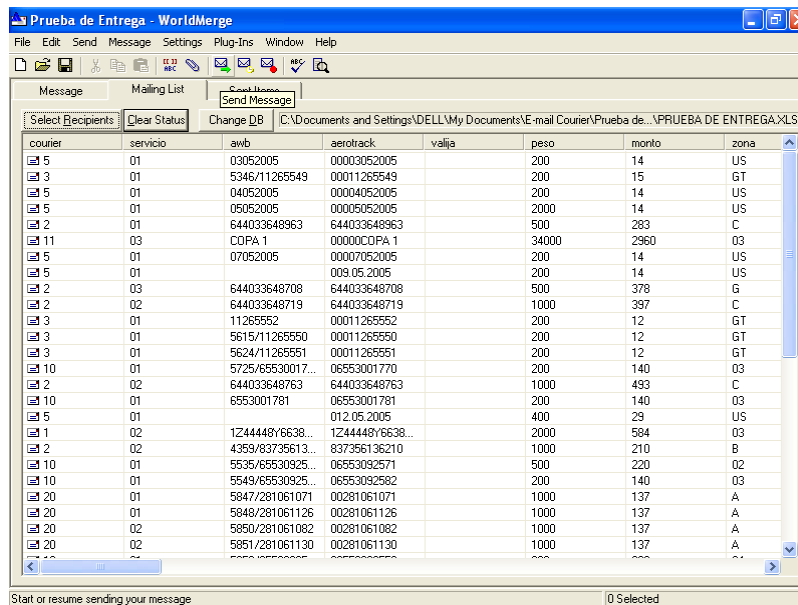 Prueba de Entrega - WorldMerge
File Edit Send Message Settings Plug-Ins Window Help
Message Mailing List Sent Items
Send Message
Select Recipients Clear Status Change DB C:\Documents and Settings\DELL\My Documents\E-mail Courier\Prueba de...\PRUEBA DE ENTREGA.XLS
courier servicio awb aerotrack valija peso monto zona
5 01 03052005 00003052005 200 14 US
3 01 5346/11265549 00011265549 200 15 GT
5 01 04052005 00004052005 200 14 US
5 01 05052005 00005052005 2000 14 US
2 01 644033648963 644033648963 500 283 C
11 03 COPA 1 00000COPA 1 34000 2960 03
5 01 07052005 00007052005 200 14 US
5 01 009.05.2005 200 14 US
2 03 644033648708 644033648708 500 378 G
2 02 644033648719 644033648719 1000 397 C
3 01 11265552 00011265552 200 12 GT
3 01 5615/11265550 00011265550 200 12 GT
3 01 5624/11265551 00011265551 200 12 GT
10 01 5725/65530017... 06553001770 200 140 03
2 02 644033648763 644033648763 1000 493 C
10 01 6553001781 06553001781 200 140 03
5 01 012.05.2005 400 29 US
1 02 1Z44448Y6638... 1Z44448Y6638... 2000 584 03
2 02 4359/83735613... 837356136210 1000 210 B
10 01 5535/65530925... 06553092571 500 220 02
10 01 5549/65530925... 06553092582 200 140 03
20 01 5847/281061071 00281061071 1000 137 A
20 01 5848/281061126 00281061126 1000 137 A
20 02 5850/281061082 00281061082 1000 137 A
20 02 5851/281061130 00281061130 1000 137 A
Start or resume sending your message 0 Selected